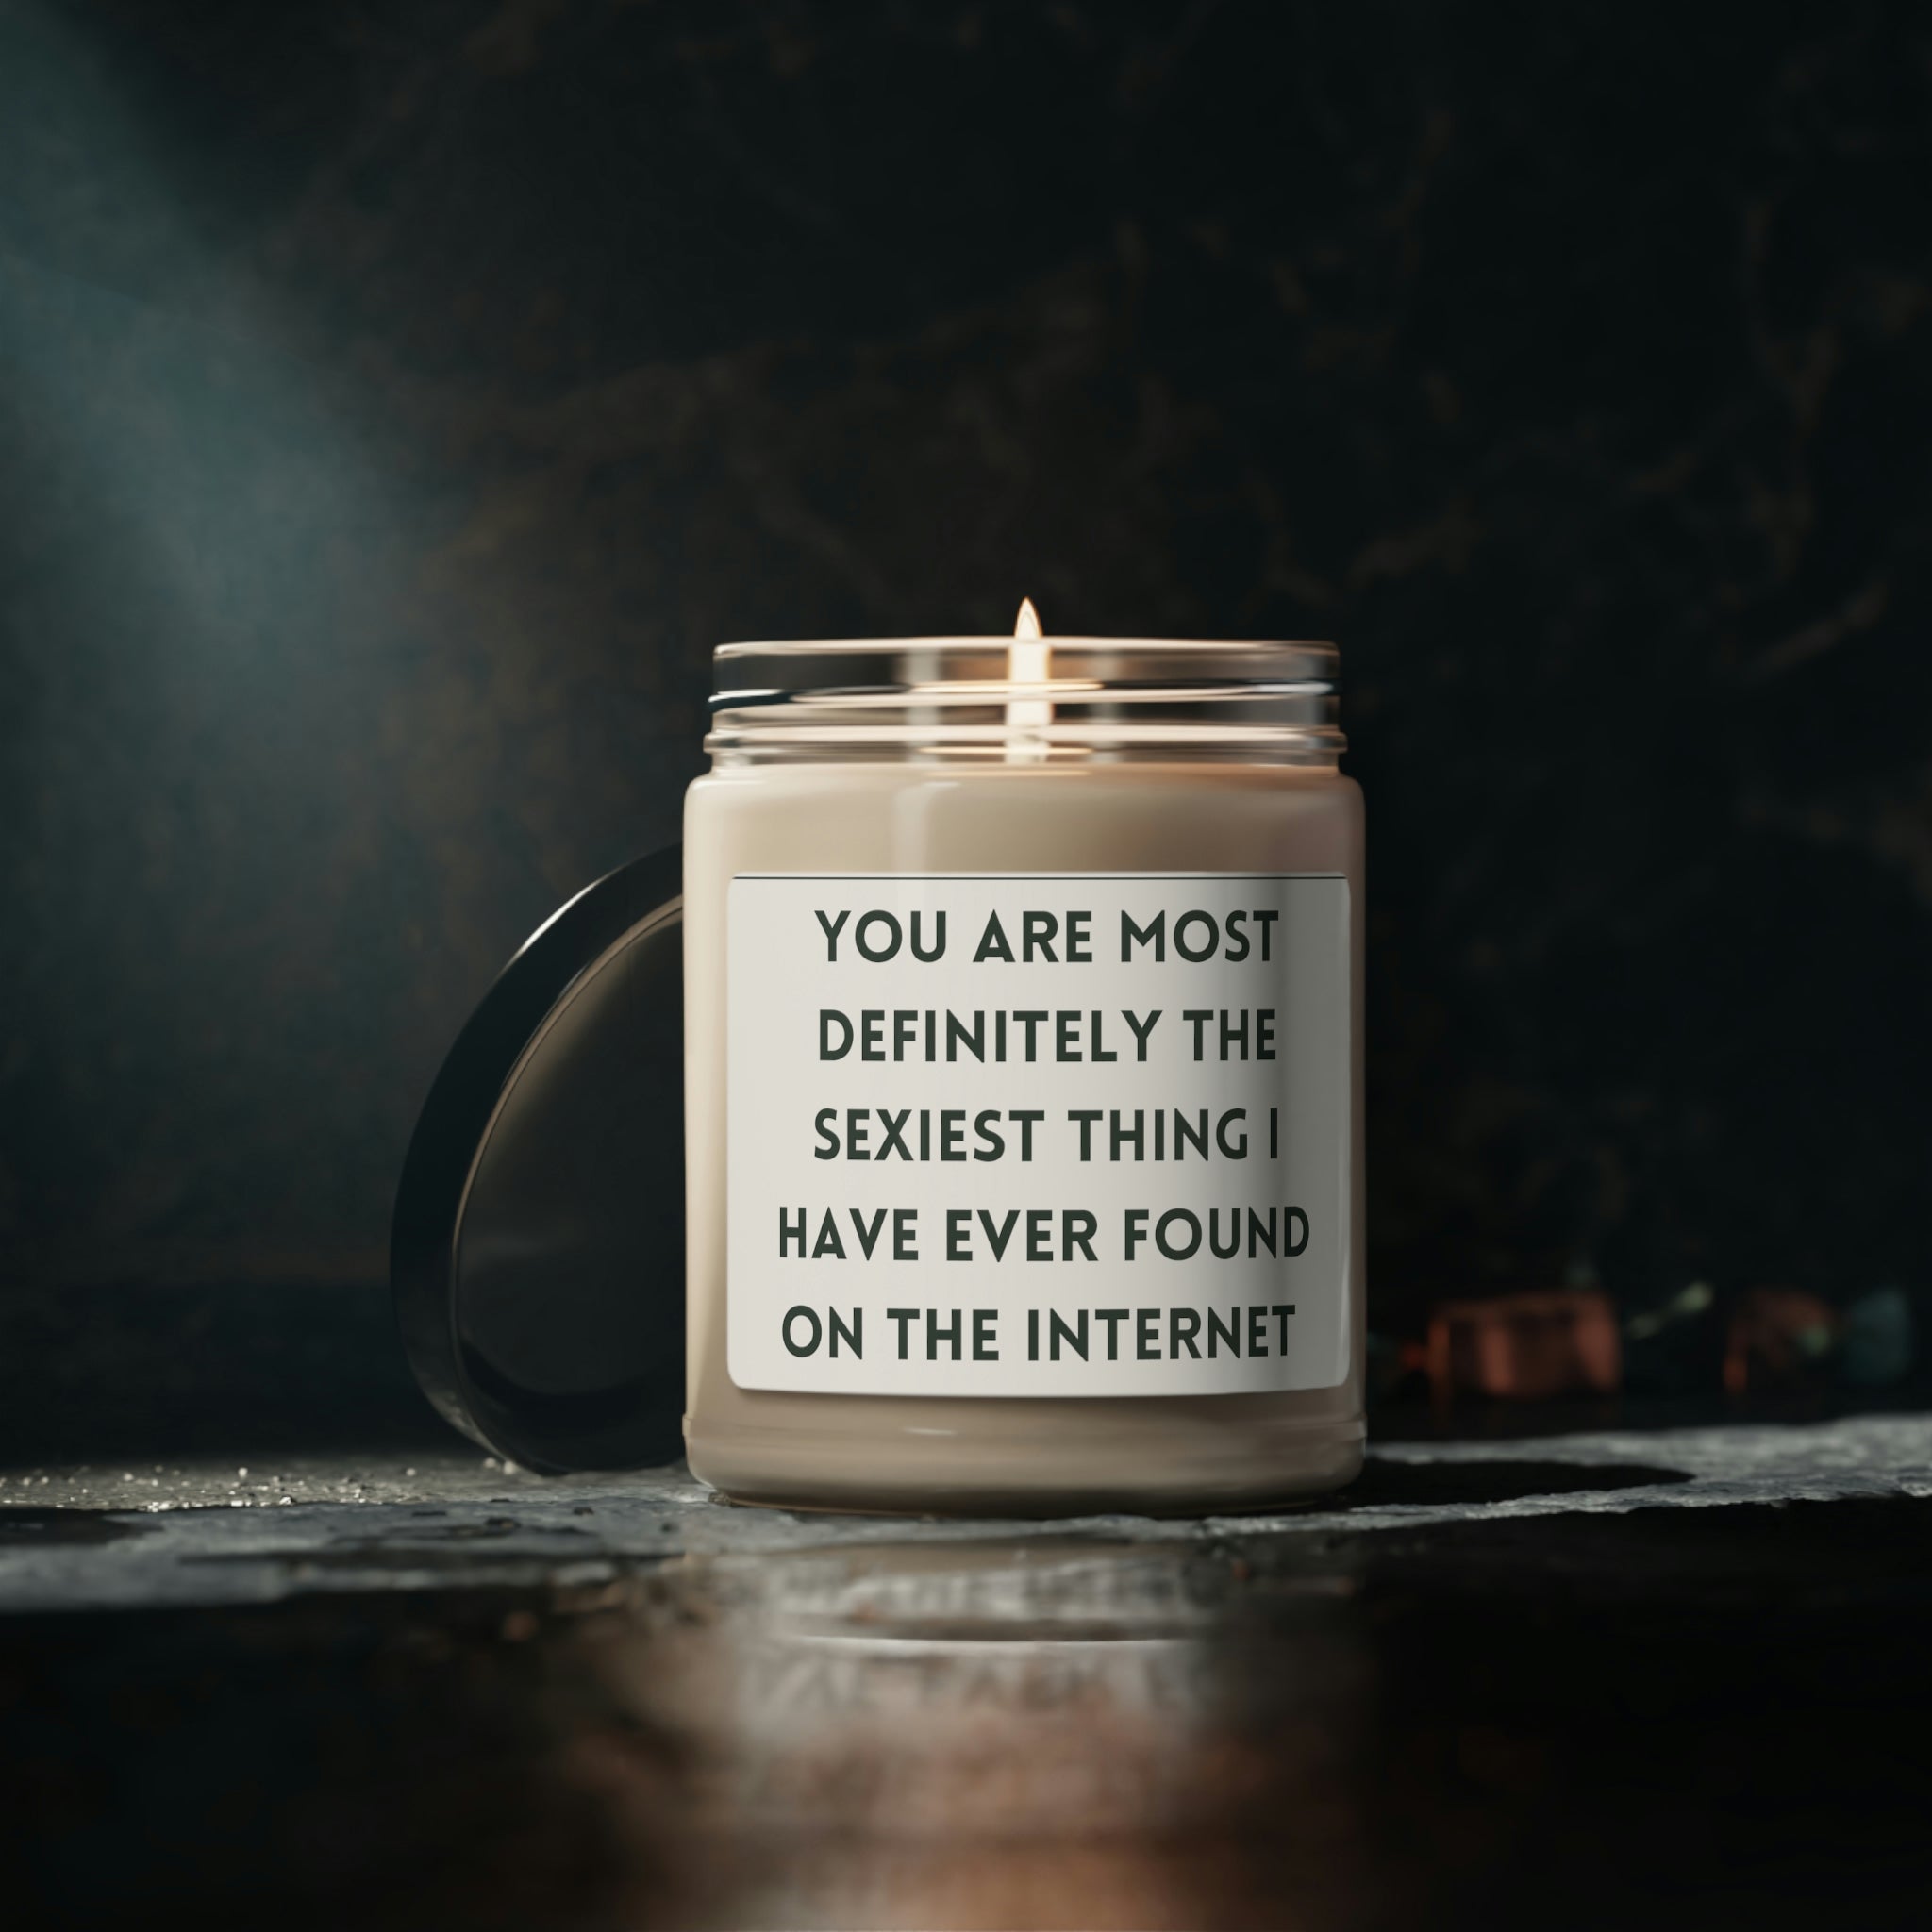 YOU ARE MOST
DEFINITELY THE
SEXIEST THING I
HAVE EVER FOUND
ON THE INTERNET